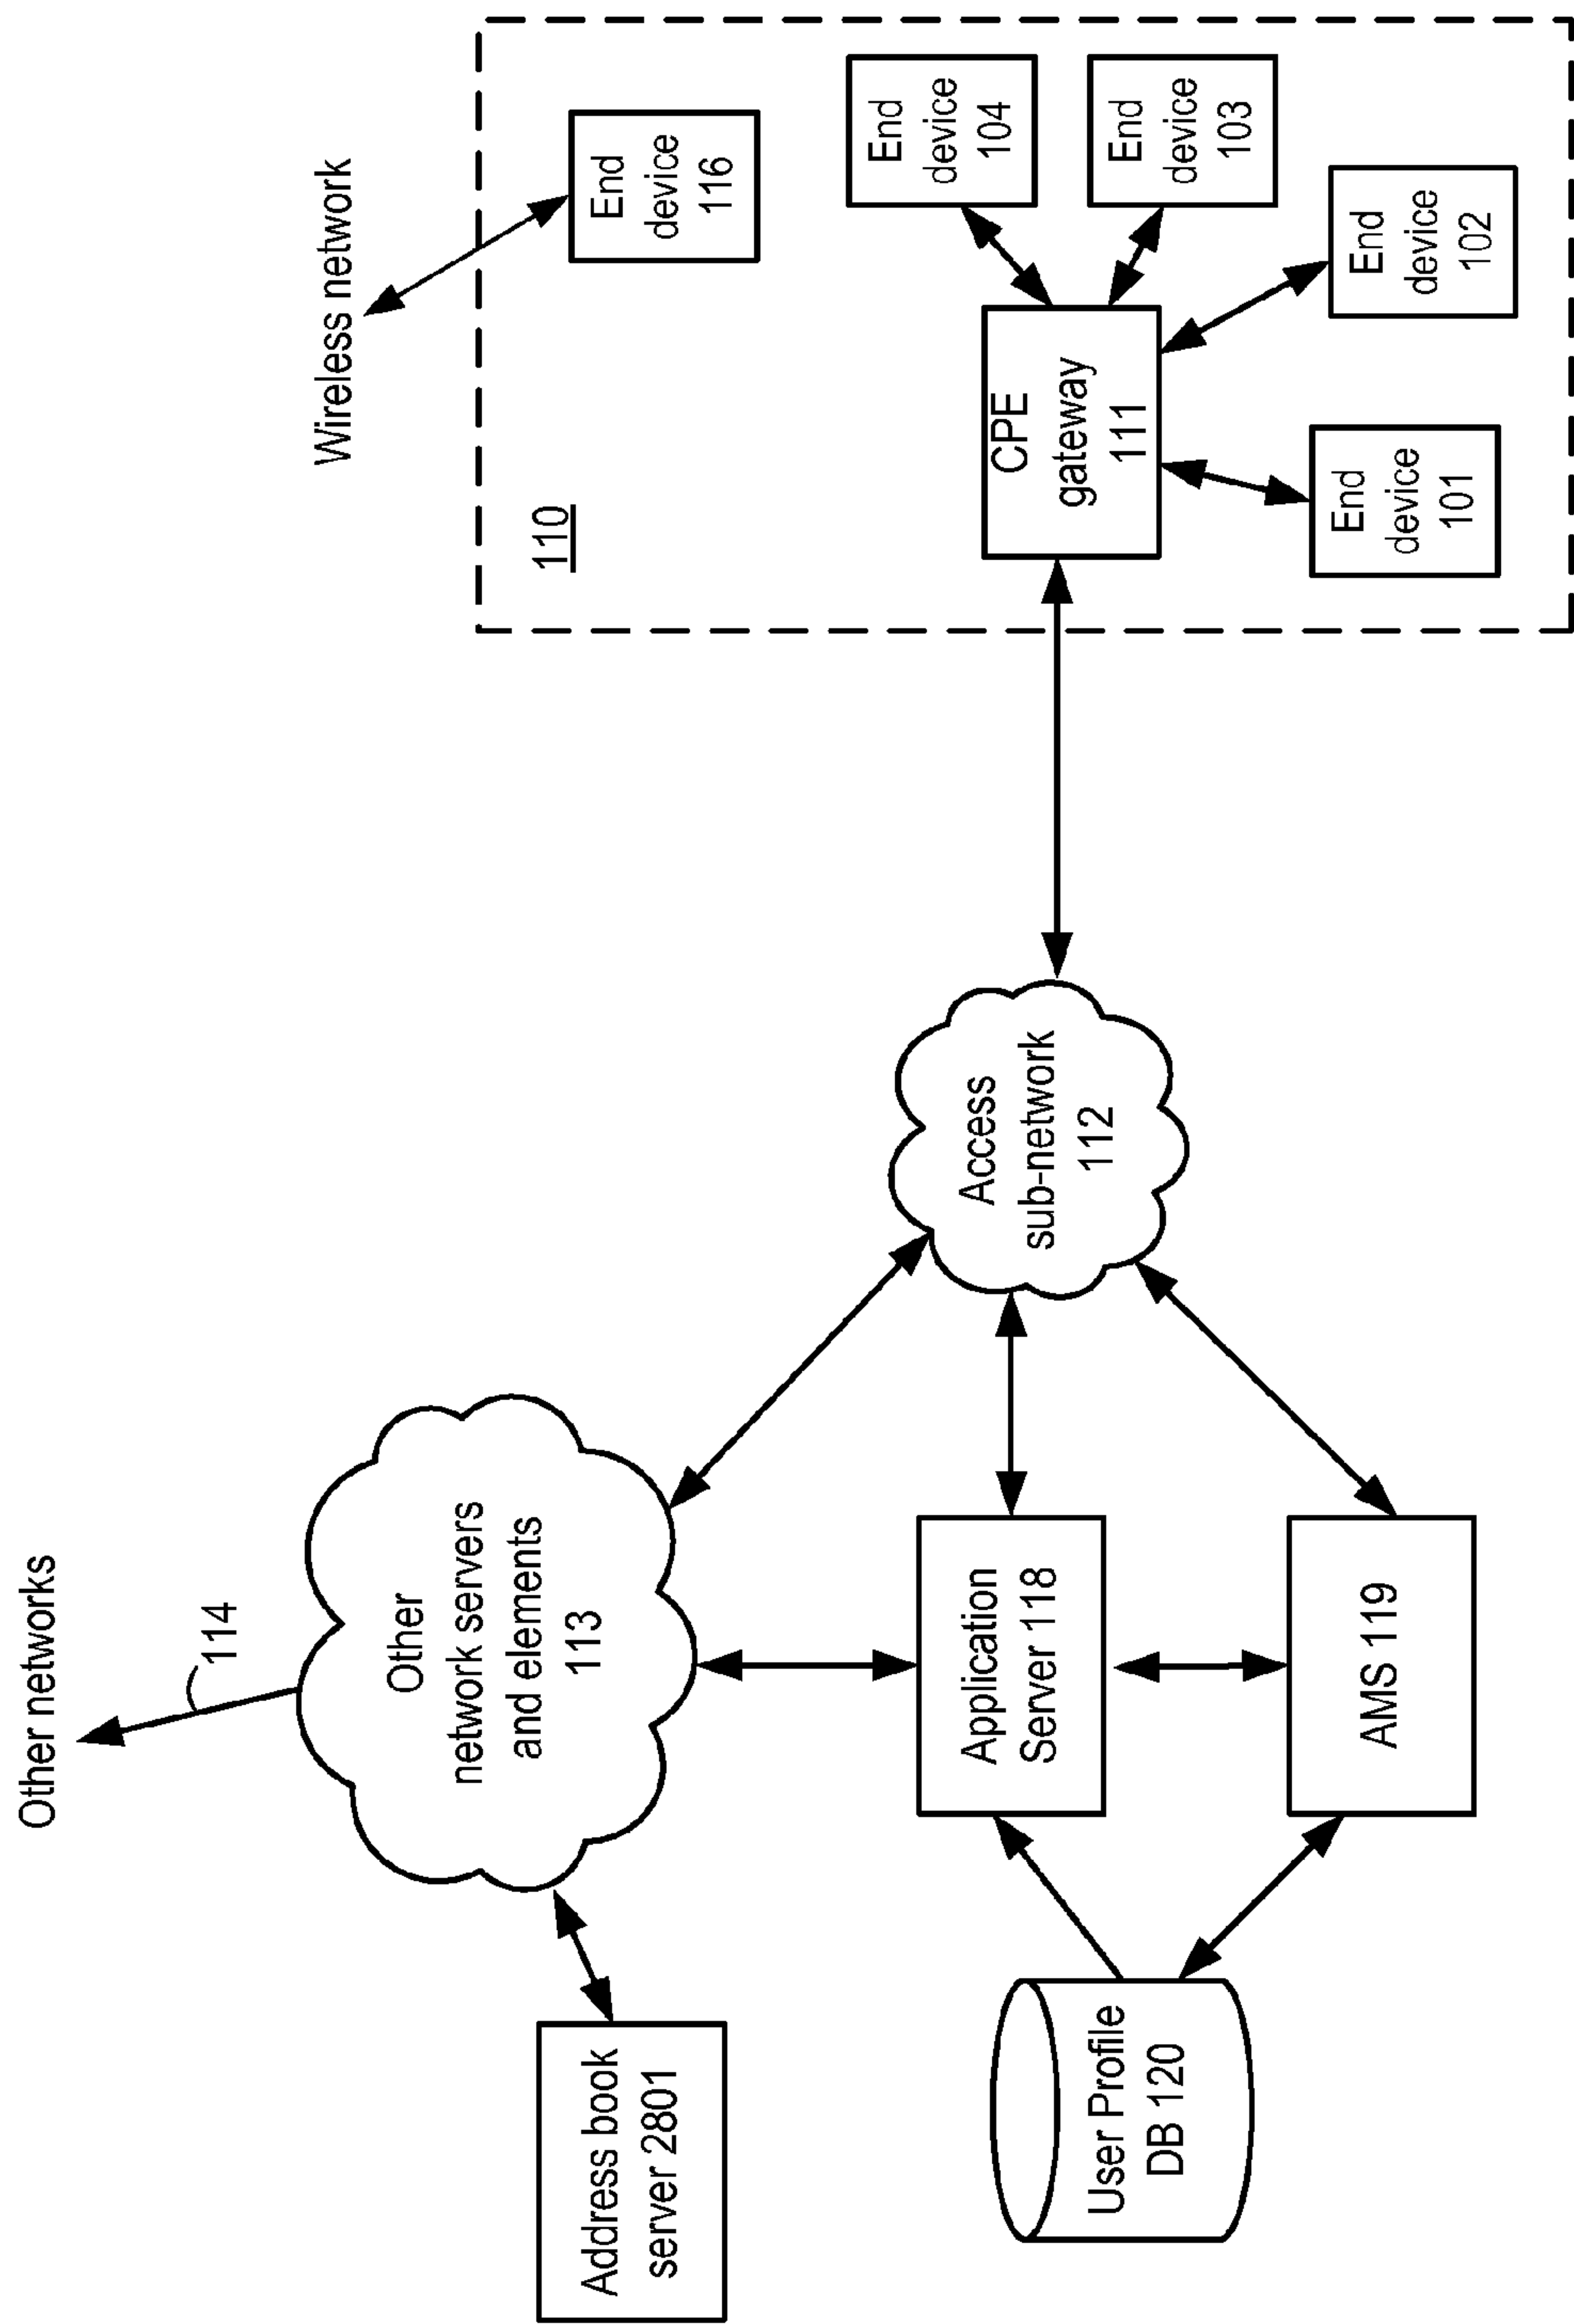 Other networks
114
Wireless network
Address book
server 2801
Other
network servers
and elements
113
110
End
device
116
User Profile
DB 120
Application
Server 118
Access
sub-network
112
CPE
gateway
111
End
device
104
End
device
103
AMS 119
End
device
101
End
device
102